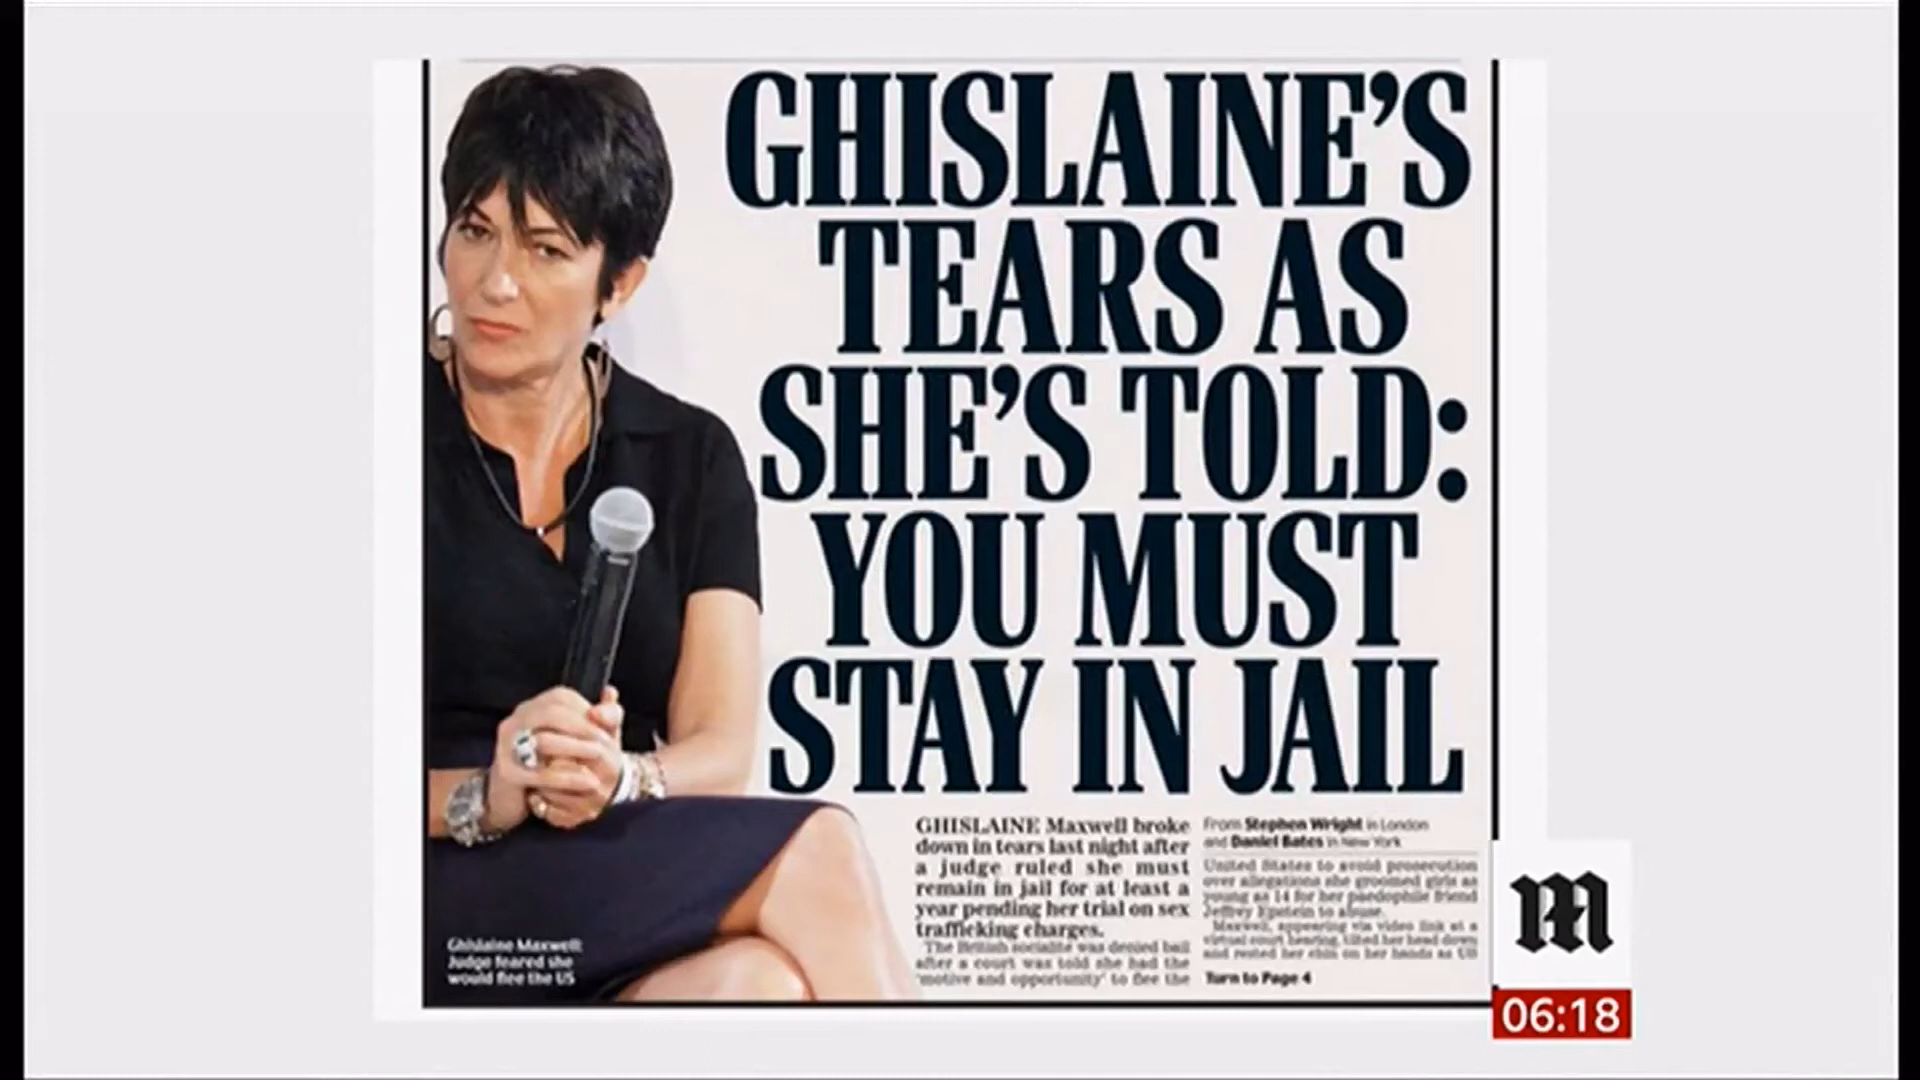 GHISLAINE'S
TEARS AS
SHE'S TOLD:
YOU MUST
STAY IN JAIL
GHISLAINE Maxwell broke
down in tears last night after
a judge ruled she must
remain in jail for at least a
year pending her trial on sex
trafficking charges.
The British socialite was denied bail
after a court was told she had the
'motive and opportunity' to flee the
From Stephen Wright in London
and Daniel Bates in New York
United States to avoid prosecution
over allegations she groomed girls as
young as 14 for her paedophile friend
Jeffrey Epstein to abuse.
Maxwell, appearing via video link at a
virtual court hearing, tilted her head down
and rested her chin on her hands as US
Turn to Page 4
Ghislaine Maxwell:
Judge feared she
would flee the US
M
06:18